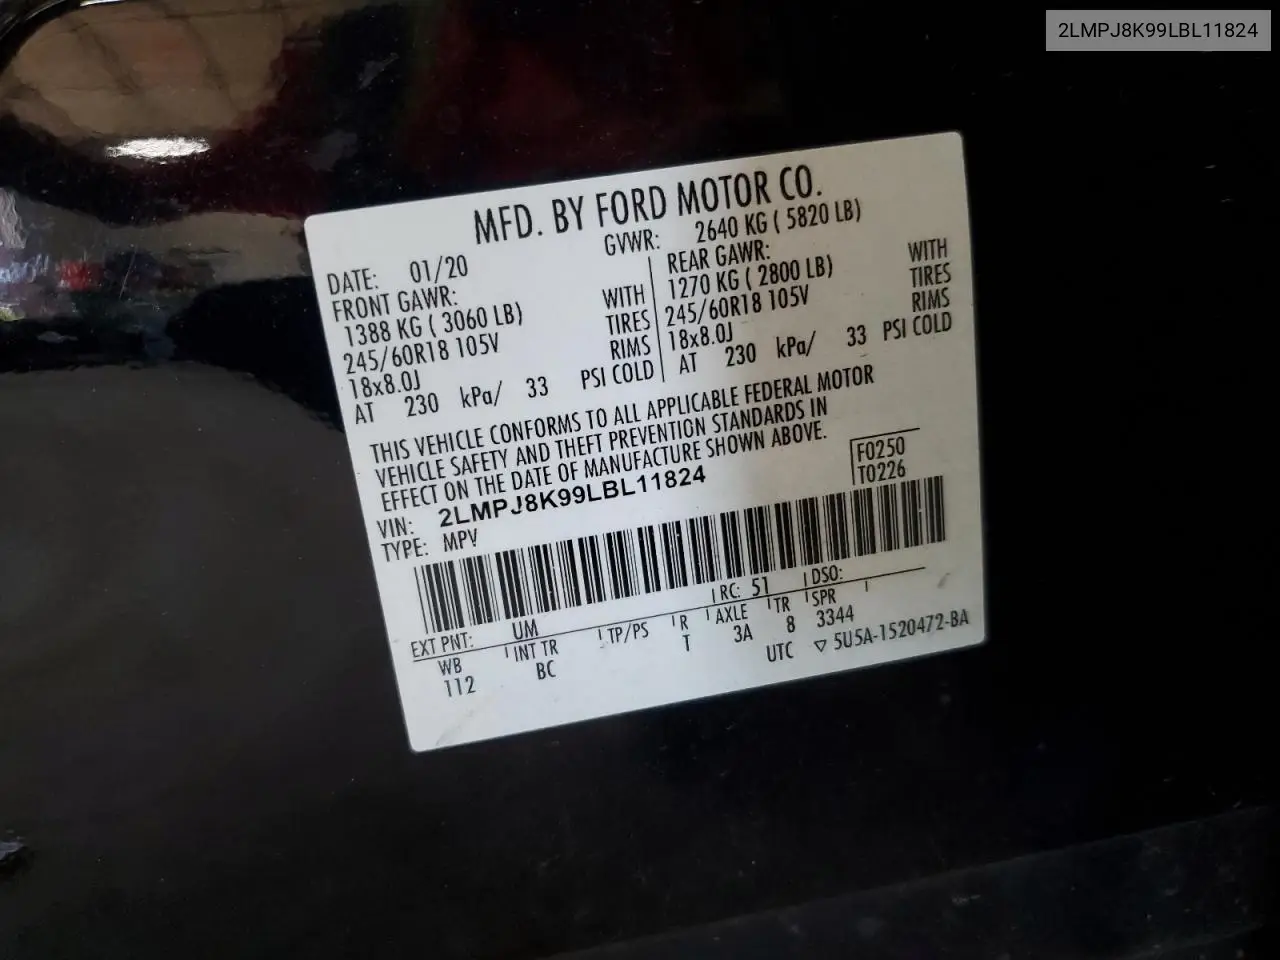 2LMPJ8K99LBL11824
MFD. BY FORD MOTOR CO.
DATE: 01/20 GVWR: 2640 KG ( 5820 LB)
FRONT GAWR: REAR GAWR:
1388 KG ( 3060 LB) WITH 1270 KG ( 2800 LB) WITH
245/60R18 105V TIRES 245/60R18 105V TIRES
18x8.0J RIMS 18x8.0J RIMS
AT 230 kPa/ 33 PSI COLD AT 230 kPa/ 33 PSI COLD
THIS VEHICLE CONFORMS TO ALL APPLICABLE FEDERAL MOTOR
VEHICLE SAFETY AND THEFT PREVENTION STANDARDS IN
EFFECT ON THE DATE OF MANUFACTURE SHOWN ABOVE.
F0250
T0226
VIN: 2LMPJ8K99LBL11824
TYPE: MPV
EXT PNT: UM RC: 51 DSO:
WB INT TR TP/PS R AXLE TR SPR
112 BC T 3A 8 3344
UTC ▽ 5U5A-1520472-BA